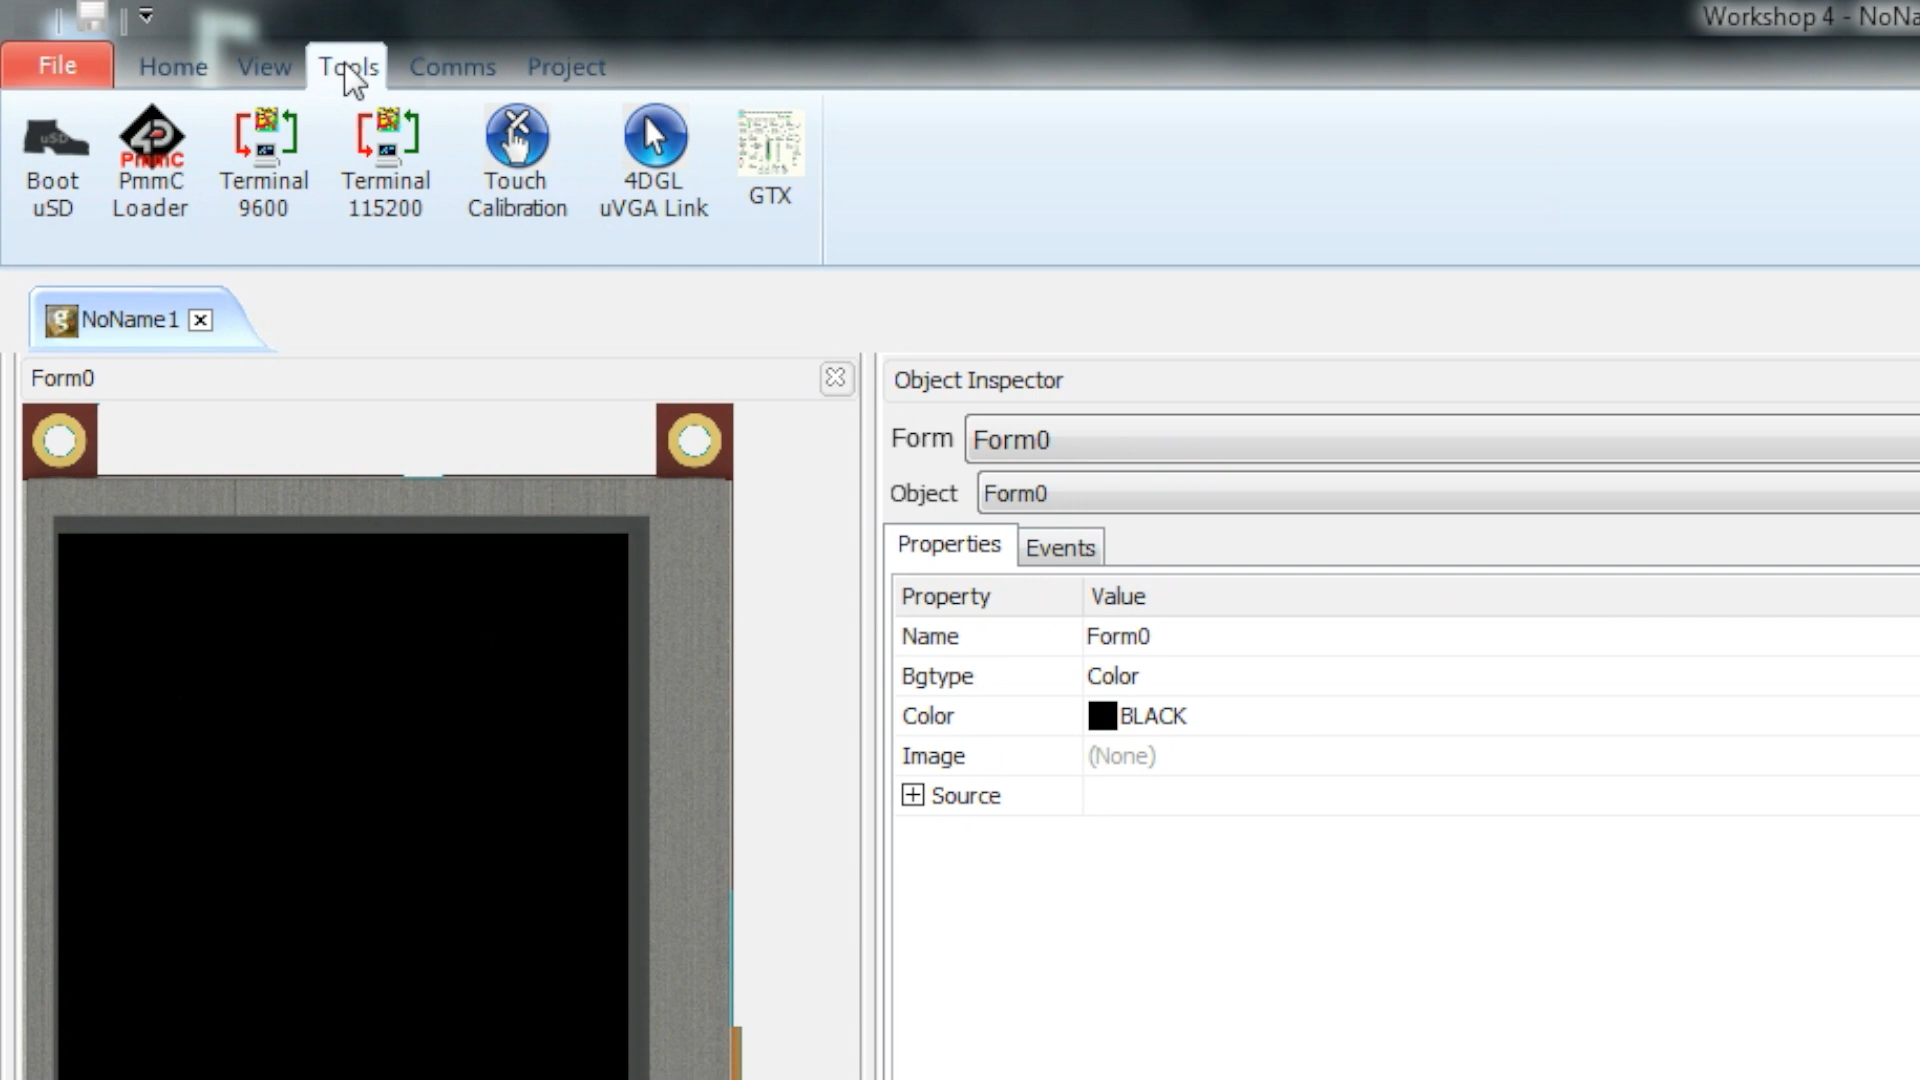 Workshop 4 - NoNa
File Home View Tools Comms Project
uSD
PmmC
Boot
uSD
PmmC
Loader
Terminal
9600
Terminal
115200
Touch
Calibration
4DGL
uVGA Link
GTX
NoName1
Form0
Object Inspector
Form Form0
Object Form0
Properties Events
Property Value
Name Form0
Bgtype Color
Color BLACK
Image (None)
Source